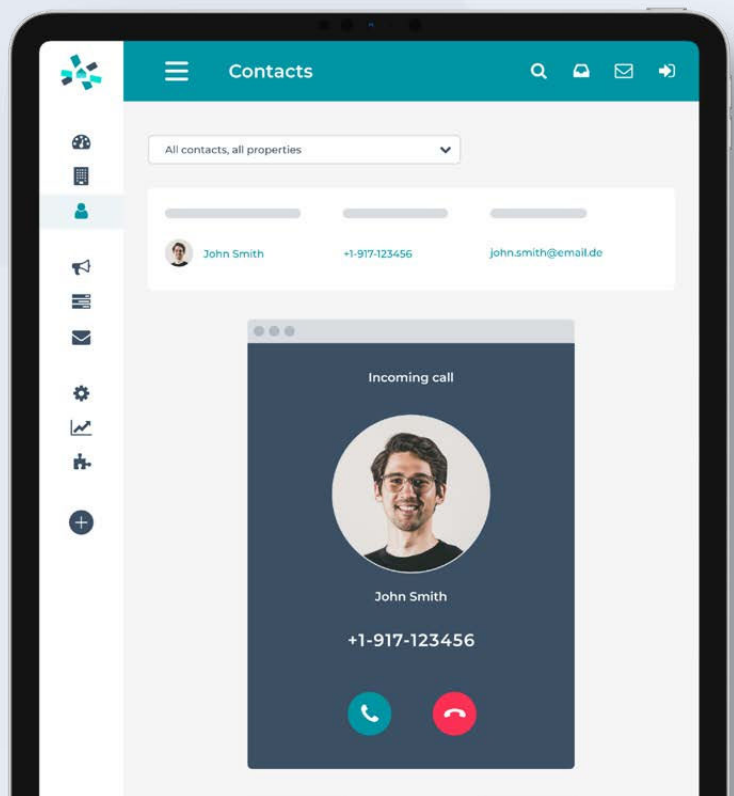 Contacts
All contacts, all properties
John Smith
+1-917-123456
john.smith@email.de
Incoming call
John Smith
+1-917-123456